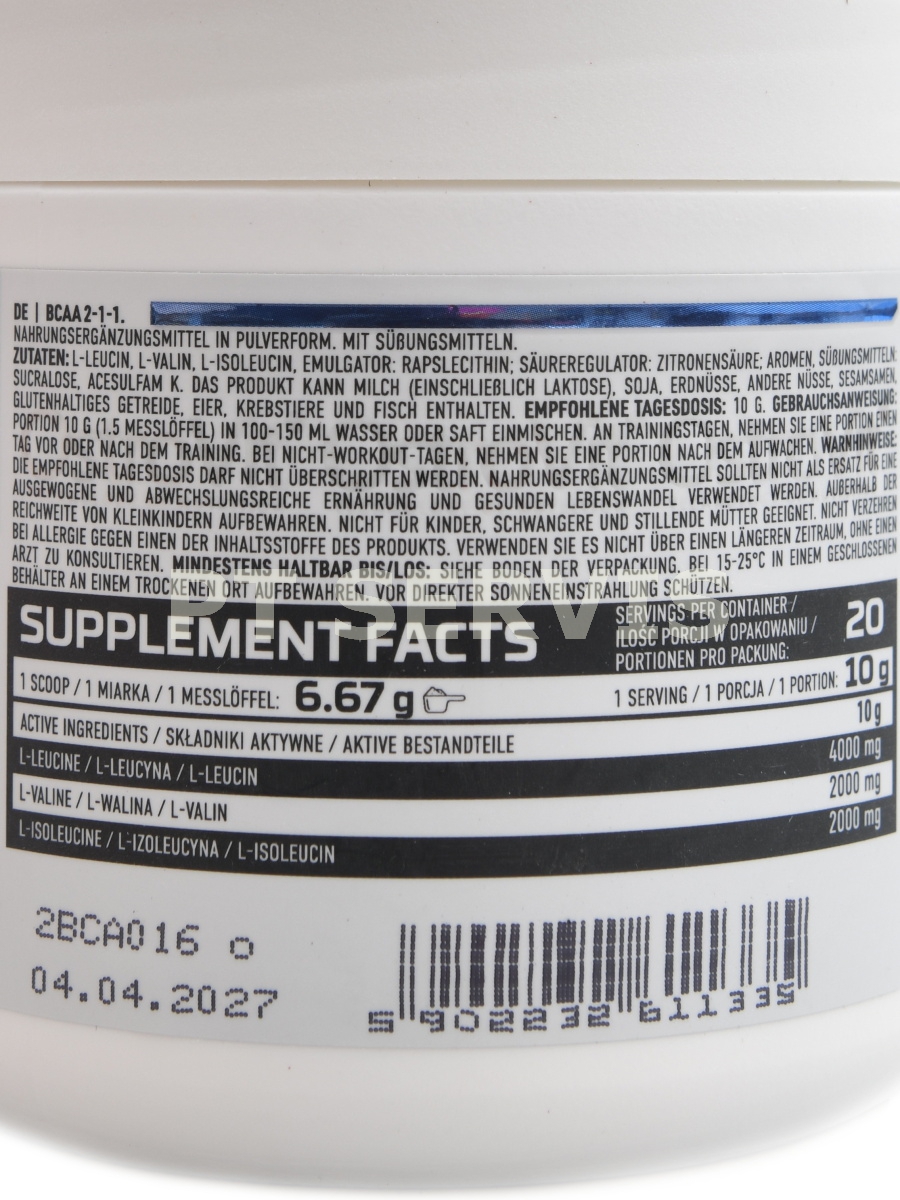 DE | BCAA 2-1-1.
NAHRUNGSERGÄNZUNGSMITTEL IN PULVERFORM. MIT SÜßUNGSMITTELN.
ZUTATEN: L-LEUCIN, L-VALIN, L-ISOLEUCIN, EMULGATOR: RAPSLECITHIN; SÄUREREGULATOR: ZITRONENSÄURE; AROMEN, SÜßUNGSMITTELN:
SUCRALOSE, ACESULFAM K. DAS PRODUKT KANN MILCH (EINSCHLIEßLICH LAKTOSE), SOJA, ERDNÜSSE, ANDERE NÜSSE, SESAMSAMEN,
GLUTENHALTIGES GETREIDE, EIER, KREBSTIERE UND FISCH ENTHALTEN. EMPFOHLENE TAGESDOSIS: 10 G. GEBRAUCHSANWEISUNG:
PORTION 10 G (1.5 MESSLÖFFEL) IN 100-150 ML WASSER ODER SAFT EINMISCHEN. AN TRAININGSTAGEN, NEHMEN SIE EINE PORTION EINEN
TAG VOR ODER NACH DEM TRAINING. BEI NICHT-WORKOUT-TAGEN, NEHMEN SIE EINE PORTION NACH DEM AUFWACHEN. WARNHINWEISE:
DIE EMPFOHLENE TAGESDOSIS DARF NICHT ÜBERSCHRITTEN WERDEN. NAHRUNGSERGÄNZUNGSMITTEL SOLLTEN NICHT ALS ERSATZ FÜR EINE
AUSGEWOGENE UND ABWECHSLUNGSREICHE ERNÄHRUNG UND GESUNDEN LEBENSWANDEL VERWENDET WERDEN. AUßERHALB DER
REICHWEITE VON KLEINKINDERN AUFBEWAHREN. NICHT FÜR KINDER, SCHWANGERE UND STILLENDE MÜTTER GEEIGNET. NICHT VERZEHREN
BEI ALLERGIE GEGEN EINEN DER INHALTSSTOFFE DES PRODUKTS. VERWENDEN SIE ES NICHT ÜBER EINEN LÄNGEREN ZEITRAUM, OHNE EINEN
ARZT ZU KONSULTIEREN. MINDESTENS HALTBAR BIS/LOS: SIEHE BODEN DER VERPACKUNG. BEI 15-25°C IN EINEM GESCHLOSSENEN
BEHÄLTER AN EINEM TROCKENEN ORT AUFBEWAHREN. VOR DIREKTER SONNENEINSTRAHLUNG SCHÜTZEN.
SUPPLEMENT FACTS
SERVINGS PER CONTAINER /
ILOŚĆ PORCJI W OPAKOWANIU /
PORTIONEN PRO PACKUNG: 20
1 SCOOP / 1 MIARKA / 1 MESSLÖFFEL: 6.67 g 1 SERVING / 1 PORCJA / 1 PORTION: 10 g
ACTIVE INGREDIENTS / SKŁADNIKI AKTYWNE / AKTIVE BESTANDTEILE 10 g
L-LEUCINE / L-LEUCYNA / L-LEUCIN 4000 mg
L-VALINE / L-WALINA / L-VALIN 2000 mg
L-ISOLEUCINE / L-IZOLEUCYNA / L-ISOLEUCIN 2000 mg
2BCA016 o
04.04.2027
5 902232 611335